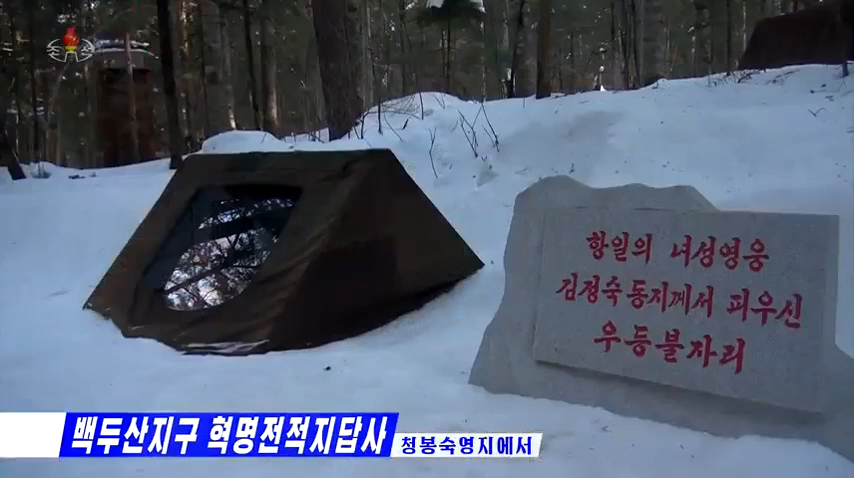 항일의 녀성영웅
김정숙동지께서 피우신
우등불자리
백두산지구 혁명전적지답사
청봉숙영지에서